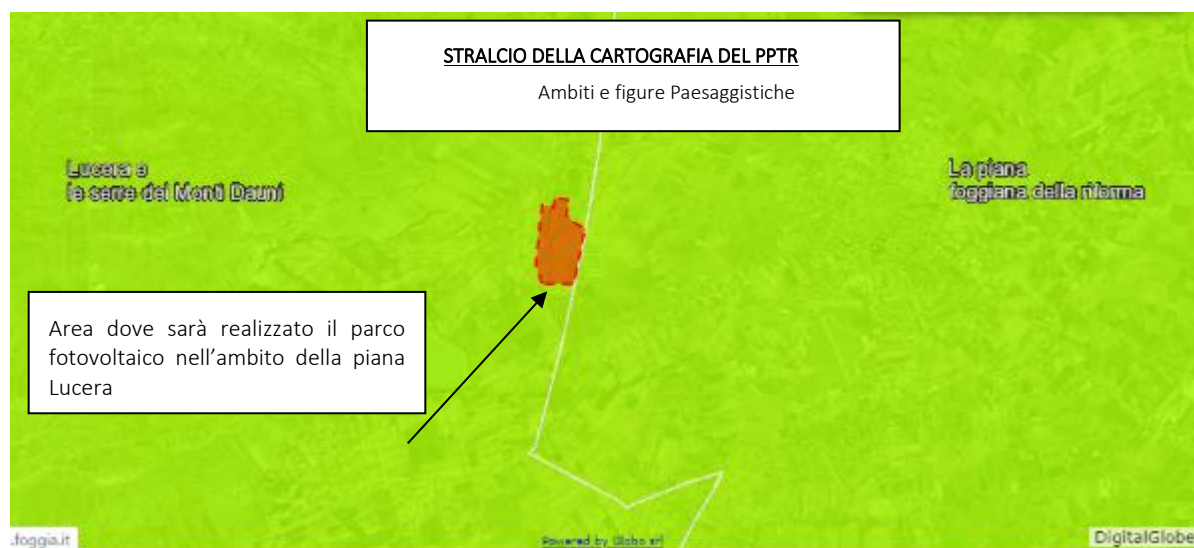 STRALCIO DELLA CARTOGRAFIA DEL PPTR
Ambiti e figure Paesaggistiche
Lucera e
le serre dei Monti Dauni
La piana
foggiana della riforma
Area dove sarà realizzato il parco
fotovoltaico nell’ambito della piana
Lucera
.foggia.it
Powered by Globo srl
DigitalGlobe